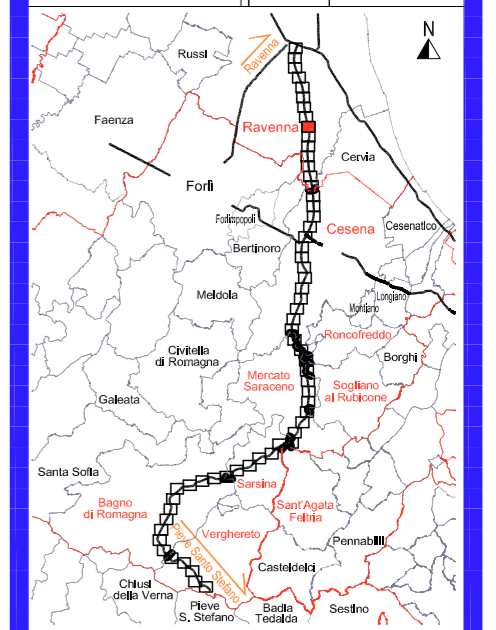 N
Russi
Ravenna
Faenza
Ravenna
Cervia
Forlì
Forlimpopoli
Cesena
Cesenatico
Bertinoro
Meldola
Longiano
Montiano
Roncofreddo
Civitella
di Romagna
Borghi
Mercato
Saraceno
Sogliano
al Rubicone
Galeata
Santa Sofia
Sarsina
Bagno
di Romagna
Sant'Agata
Feltria
Verghereto
Pieve Santo Stefano
Pennabilli
Casteldelci
Chiusi
della Verna
Pieve
S. Stefano
Badia
Tedalda
Sestino